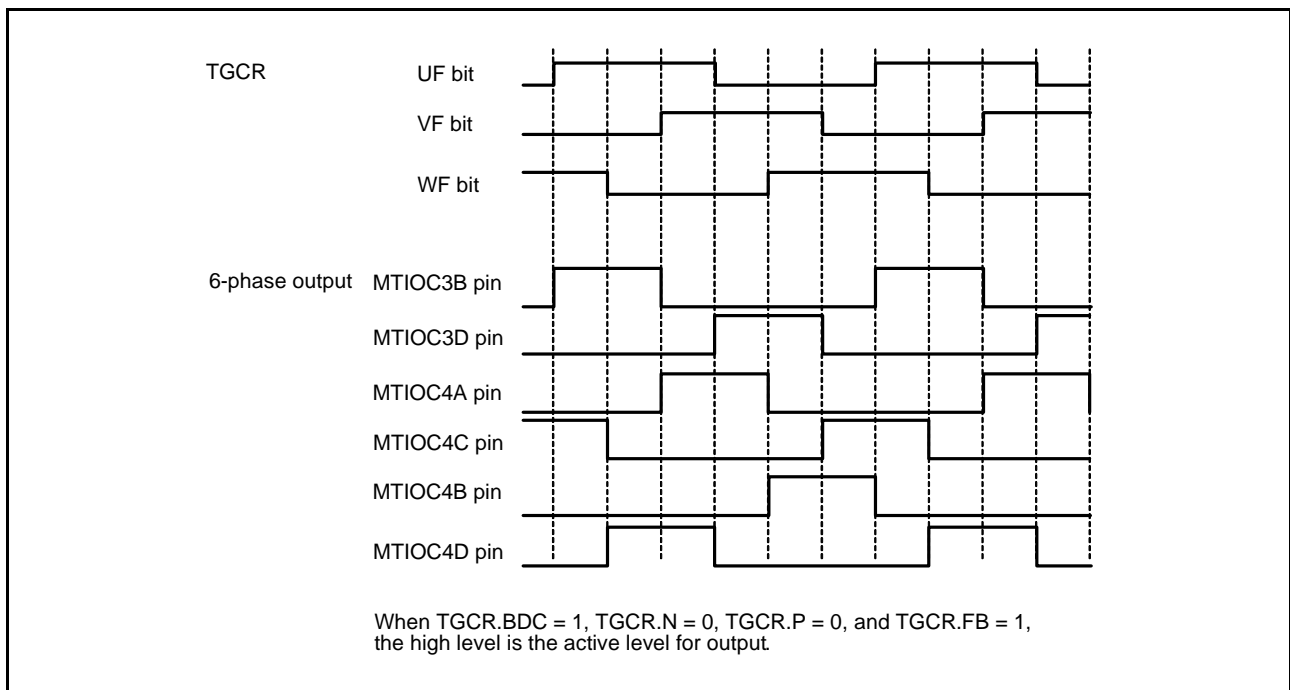 TGCR UF bit
VF bit
WF bit
6-phase output MTIOC3B pin
MTIOC3D pin
MTIOC4A pin
MTIOC4C pin
MTIOC4B pin
MTIOC4D pin
When TGCR.BDC = 1, TGCR.N = 0, TGCR.P = 0, and TGCR.FB = 1,
the high level is the active level for output.